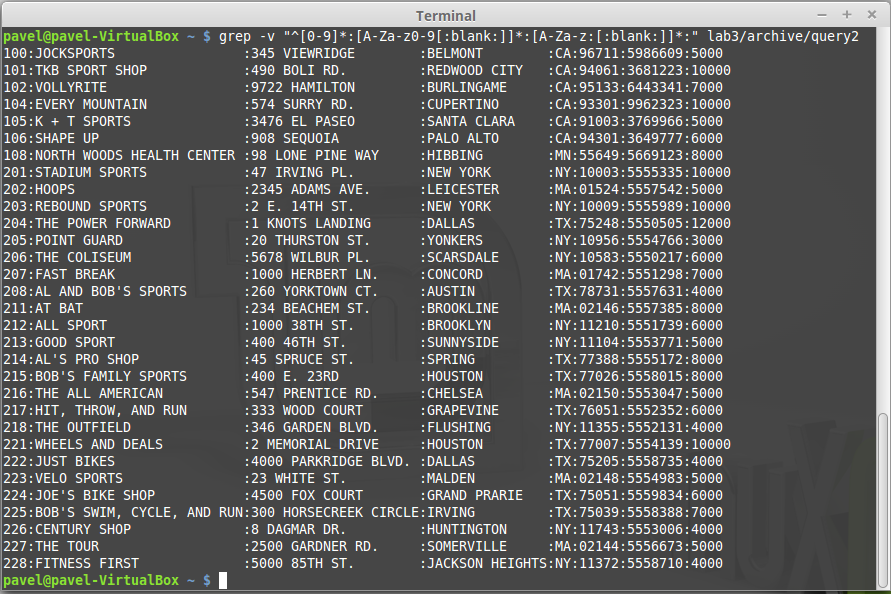 Terminal
pavel@pavel-VirtualBox ~ $ grep -v "^[0-9]*:[A-Za-z0-9[:blank:]]*:[A-Za-z:[:blank:]]*:" lab3/archive/query2
100:JOCKSPORTS                :345 VIEWRIDGE        :BELMONT        :CA:96711:5986609:5000
101:TKB SPORT SHOP            :490 BOLI RD.         :REDWOOD CITY   :CA:94061:3681223:10000
102:VOLLYRITE                 :9722 HAMILTON        :BURLINGAME     :CA:95133:6443341:7000
104:EVERY MOUNTAIN            :574 SURRY RD.        :CUPERTINO      :CA:93301:9962323:10000
105:K + T SPORTS              :3476 EL PASEO        :SANTA CLARA    :CA:91003:3769966:5000
106:SHAPE UP                  :908 SEQUOIA          :PALO ALTO      :CA:94301:3649777:6000
108:NORTH WOODS HEALTH CENTER :98 LONE PINE WAY     :HIBBING        :MN:55649:5669123:8000
201:STADIUM SPORTS            :47 IRVING PL.        :NEW YORK       :NY:10003:5555335:10000
202:HOOPS                     :2345 ADAMS AVE.      :LEICESTER      :MA:01524:5557542:5000
203:REBOUND SPORTS            :2 E. 14TH ST.        :NEW YORK       :NY:10009:5555989:10000
204:THE POWER FORWARD         :1 KNOTS LANDING      :DALLAS         :TX:75248:5550505:12000
205:POINT GUARD               :20 THURSTON ST.      :YONKERS        :NY:10956:5554766:3000
206:THE COLISEUM              :5678 WILBUR PL.      :SCARSDALE      :NY:10583:5550217:6000
207:FAST BREAK                :1000 HERBERT LN.     :CONCORD        :MA:01742:5551298:7000
208:AL AND BOB'S SPORTS       :260 YORKTOWN CT.     :AUSTIN         :TX:78731:5557631:4000
211:AT BAT                    :234 BEACHEM ST.      :BROOKLINE      :MA:02146:5557385:8000
212:ALL SPORT                 :1000 38TH ST.        :BROOKLYN       :NY:11210:5551739:6000
213:GOOD SPORT                :400 46TH ST.         :SUNNYSIDE      :NY:11104:5553771:5000
214:AL'S PRO SHOP             :45 SPRUCE ST.        :SPRING         :TX:77388:5555172:8000
215:BOB'S FAMILY SPORTS       :400 E. 23RD          :HOUSTON        :TX:77026:5558015:8000
216:THE ALL AMERICAN          :547 PRENTICE RD.     :CHELSEA        :MA:02150:5553047:5000
217:HIT, THROW, AND RUN       :333 WOOD COURT       :GRAPEVINE      :TX:76051:5552352:6000
218:THE OUTFIELD              :346 GARDEN BLVD.     :FLUSHING       :NY:11355:5552131:4000
221:WHEELS AND DEALS          :2 MEMORIAL DRIVE     :HOUSTON        :TX:77007:5554139:10000
222:JUST BIKES                :4000 PARKRIDGE BLVD. :DALLAS         :TX:75205:5558735:4000
223:VELO SPORTS               :23 WHITE ST.         :MALDEN         :MA:02148:5554983:5000
224:JOE'S BIKE SHOP           :4500 FOX COURT       :GRAND PRARIE   :TX:75051:5559834:6000
225:BOB'S SWIM, CYCLE, AND RUN:300 HORSECREEK CIRCLE:IRVING         :TX:75039:5558388:7000
226:CENTURY SHOP              :8 DAGMAR DR.         :HUNTINGTON     :NY:11743:5553006:4000
227:THE TOUR                  :2500 GARDNER RD.     :SOMERVILLE     :MA:02144:5556673:5000
228:FITNESS FIRST             :5000 85TH ST.        :JACKSON HEIGHTS:NY:11372:5558710:4000
pavel@pavel-VirtualBox ~ $